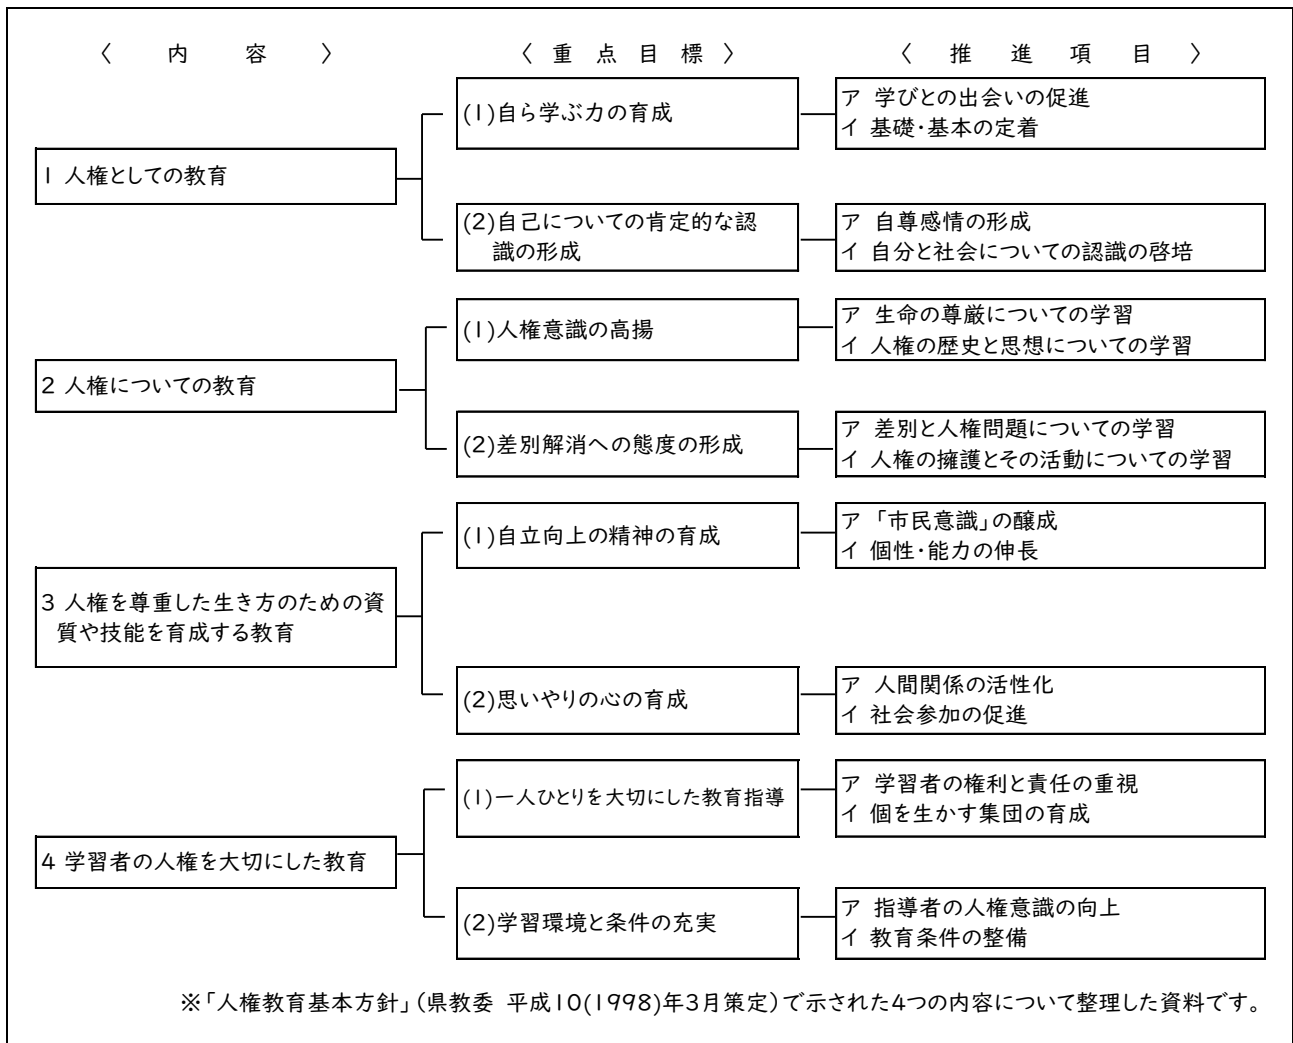 〈 内 容 〉 〈 重 点 目 標 〉 〈 推 進 項 目 〉
1 人権としての教育
(1)自ら学ぶ力の育成
ア 学びとの出会いの促進
イ 基礎・基本の定着
(2)自己についての肯定的な認
識の形成
ア 自尊感情の形成
イ 自分と社会についての認識の啓培
2 人権についての教育
(1)人権意識の高揚
ア 生命の尊厳についての学習
イ 人権の歴史と思想についての学習
(2)差別解消への態度の形成
ア 差別と人権問題についての学習
イ 人権の擁護とその活動についての学習
3 人権を尊重した生き方のための資
質や技能を育成する教育
(1)自立向上の精神の育成
ア 「市民意識」の醸成
イ 個性・能力の伸長
(2)思いやりの心の育成
ア 人間関係の活性化
イ 社会参加の促進
4 学習者の人権を大切にした教育
(1)一人ひとりを大切にした教育指導
ア 学習者の権利と責任の重視
イ 個を生かす集団の育成
(2)学習環境と条件の充実
ア 指導者の人権意識の向上
イ 教育条件の整備
※「人権教育基本方針」(県教委 平成10(1998)年3月策定)で示された4つの内容について整理した資料です。